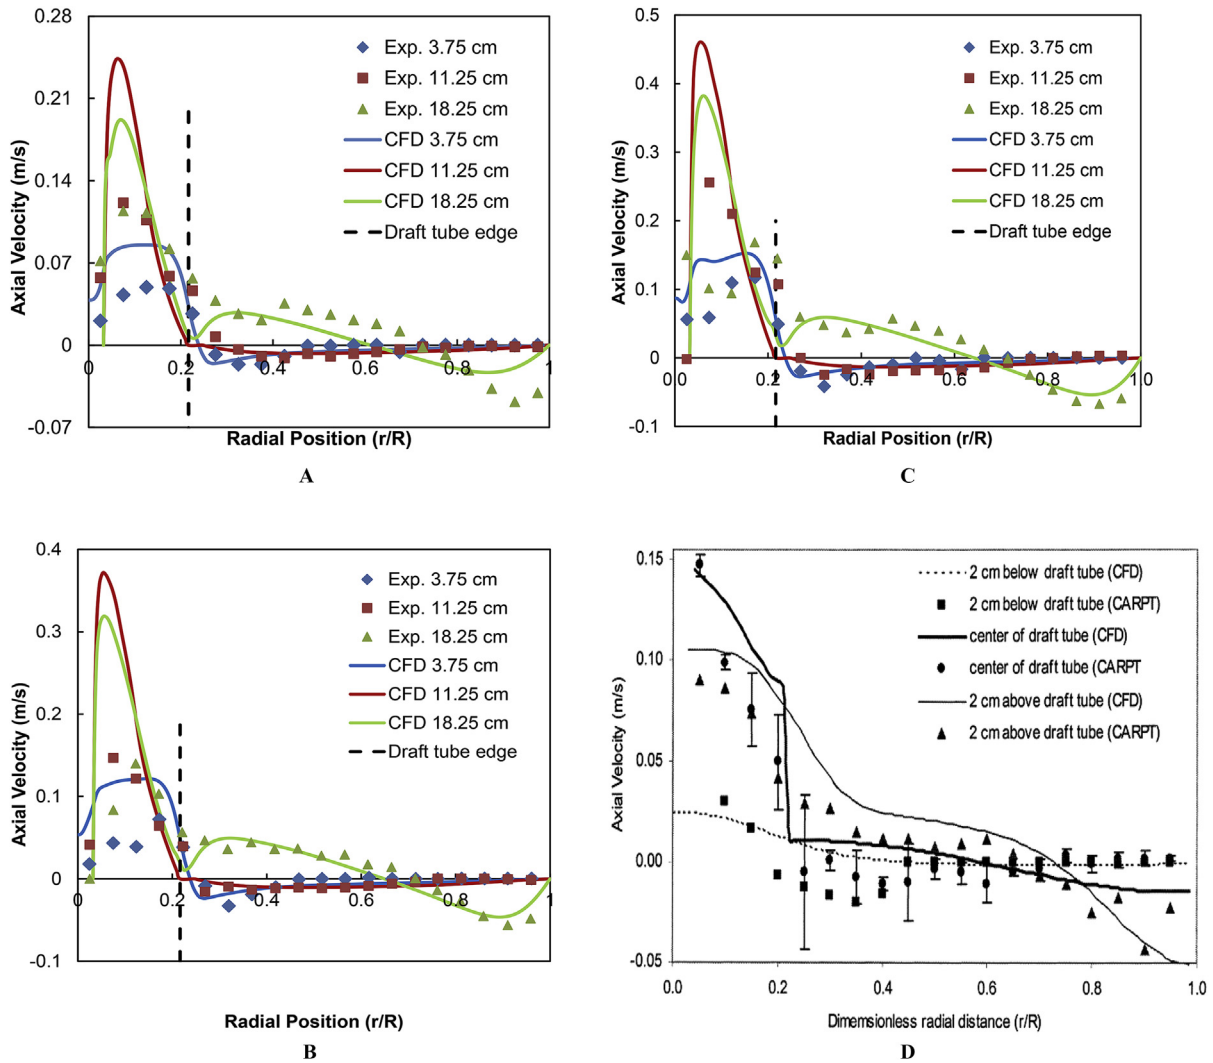 0.28
0.21
0.14
0.07
0
-0.07
Axial Velocity (m/s)
Exp. 3.75 cm
Exp. 11.25 cm
Exp. 18.25 cm
CFD 3.75 cm
CFD 11.25 cm
CFD 18.25 cm
Draft tube edge
0 0.2 0.4 0.6 0.8 1
Radial Position (r/R)
A
0.5
0.4
0.3
0.2
0.1
0
-0.1
Axial Velocity (m/s)
Exp. 3.75 cm
Exp. 11.25 cm
Exp. 18.25 cm
CFD 3.75 cm
CFD 11.25 cm
CFD 18.25 cm
Draft tube edge
0.0 0.2 0.4 0.6 0.8 1.0
Radial Position (r/R)
C
0.4
0.3
0.2
0.1
0
-0.1
Axial Velocity (m/s)
Exp. 3.75 cm
Exp. 11.25 cm
Exp. 18.25 cm
CFD 3.75 cm
CFD 11.25 cm
CFD 18.25 cm
Draft tube edge
0 0.2 0.4 0.6 0.8 1
Radial Position (r/R)
B
0.15
0.10
0.05
0.00
-0.05
Axial Velocity (m/s)
2 cm below draft tube (CFD)
2 cm below draft tube (CARPT)
center of draft tube (CFD)
center of draft tube (CARPT
2 cm above draft tube (CFD)
2 cm above draft tube (CARPT)
0.0 0.2 0.4 0.6 0.8 1.0
Dimemsionless radial distance (r/R)
D